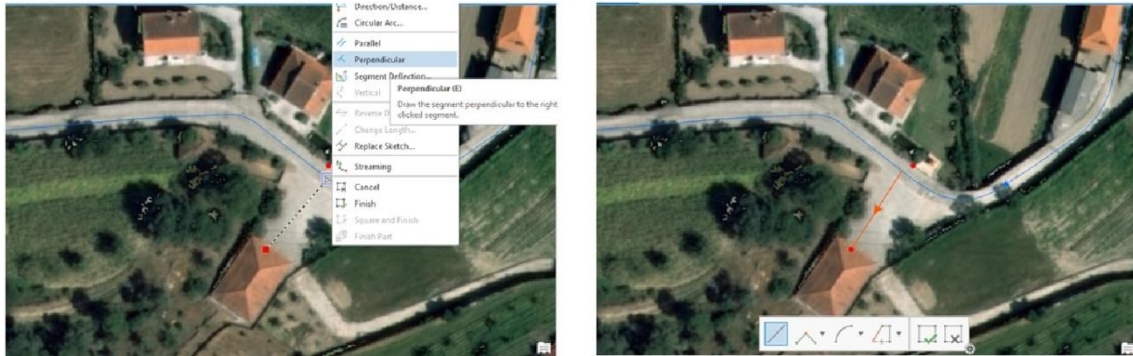 Direction/Distance...
Circular Arc...
Parallel
Perpendicular
Segment Deflection...
Perpendicular (E)
Vertical
Draw the segment perpendicular to the right
clicked segment.
Reverse D
Change Length...
Replace Sketch...
Streaming
Cancel
Finish
Square and Finish
Finish Part